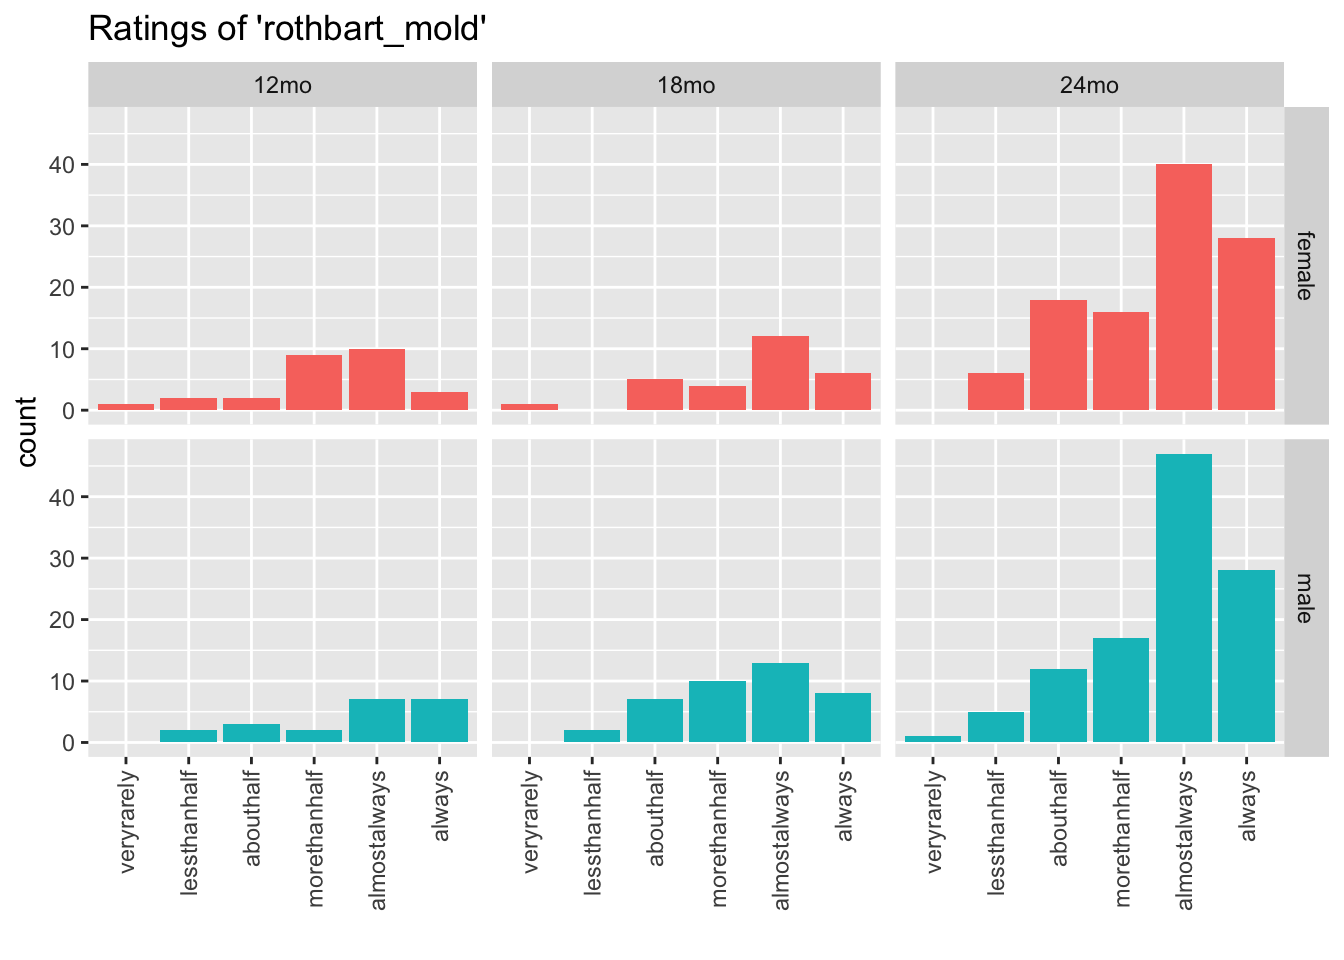 Ratings of 'rothbart_mold'
12mo 18mo 24mo
40
30
20
10
0
female
count
40
30
20
10
0
male
veryrarely lessthanhalf abouthalf morethanhalf almostalways always veryrarely lessthanhalf abouthalf morethanhalf almostalways always veryrarely lessthanhalf abouthalf morethanhalf almostalways always